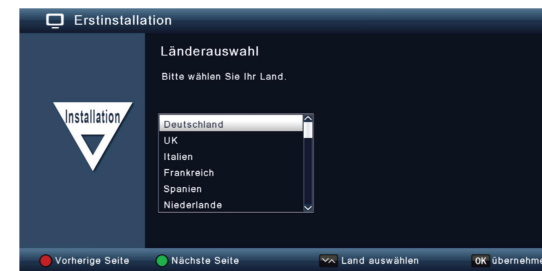 Erstinstallation
Länderauswahl
Bitte wählen Sie Ihr Land.
Installation
Deutschland
UK
Italien
Frankreich
Spanien
Niederlande
Vorherige Seite
Nächste Seite
Land auswählen
OK übernehme